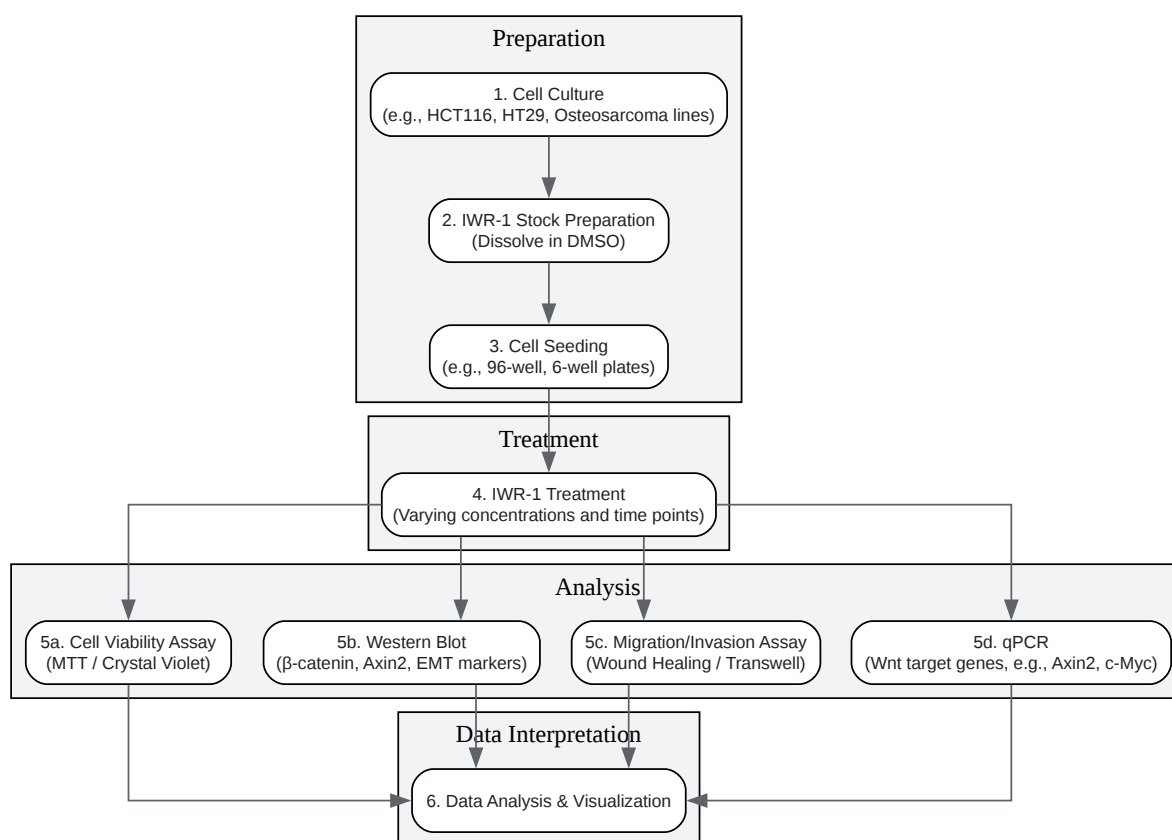 Preparation
1. Cell Culture
(e.g., HCT116, HT29, Osteosarcoma lines)
2. IWR-1 Stock Preparation
(Dissolve in DMSO)
3. Cell Seeding
(e.g., 96-well, 6-well plates)
Treatment
4. IWR-1 Treatment
(Varying concentrations and time points)
Analysis
5a. Cell Viability Assay
(MTT / Crystal Violet)
5b. Western Blot
(β-catenin, Axin2, EMT markers)
5c. Migration/Invasion Assay
(Wound Healing / Transwell)
5d. qPCR
(Wnt target genes, e.g., Axin2, c-Myc)
Data Interpretation
6. Data Analysis & Visualization